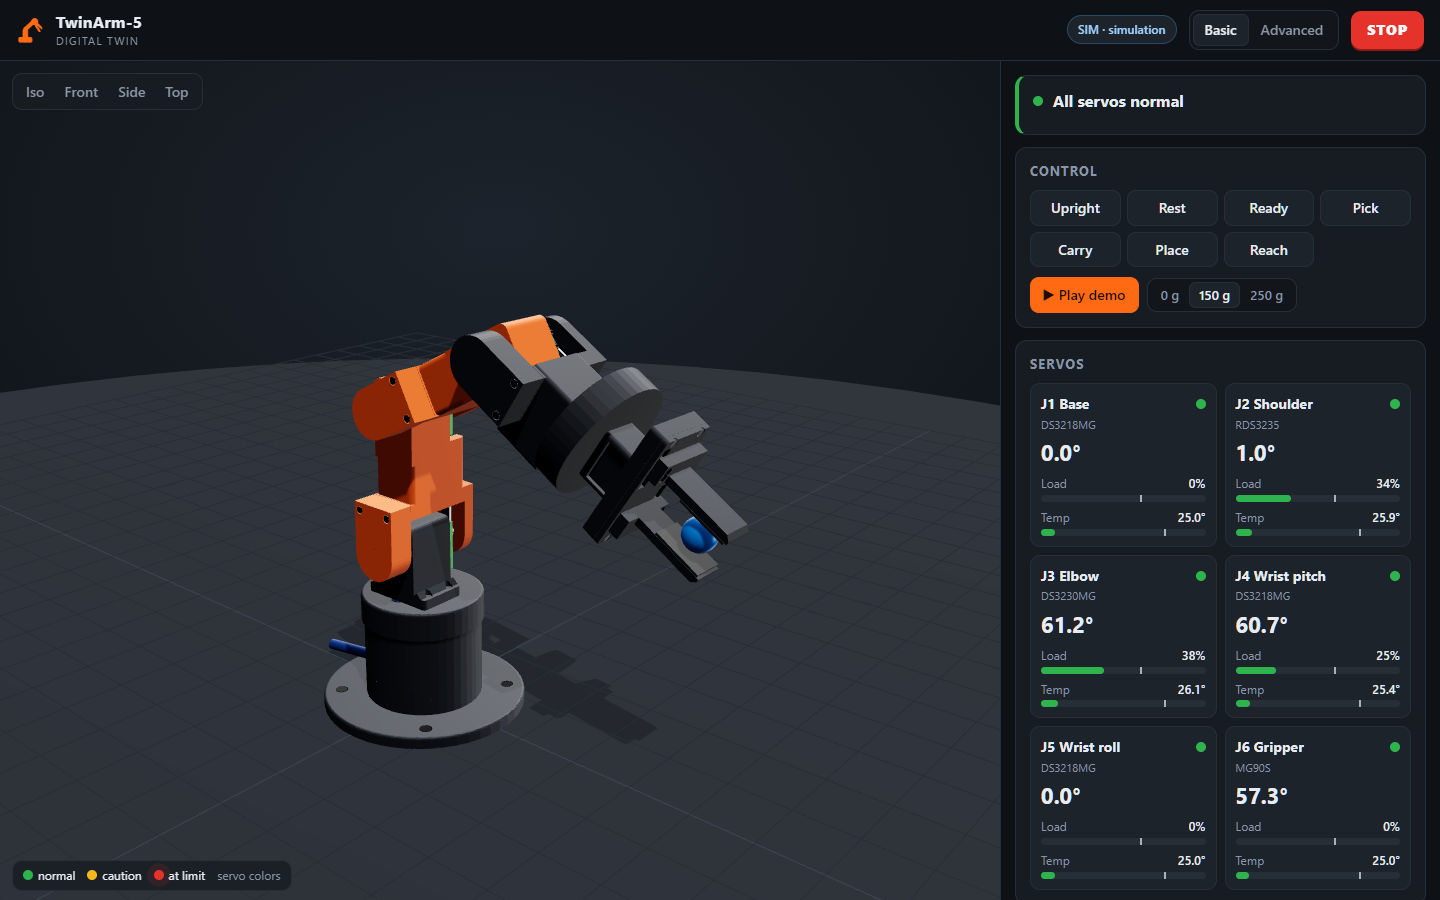 TwinArm-5
DIGITAL TWIN
SIM · simulation
Basic
Advanced
STOP
Iso
Front
Side
Top
All servos normal
CONTROL
Upright
Rest
Ready
Pick
Carry
Place
Reach
▶ Play demo
0 g
150 g
250 g
SERVOS
J1 Base
DS3218MG
0.0°
Load 0%
Temp 25.0°
J2 Shoulder
RDS3235
1.0°
Load 34%
Temp 25.9°
J3 Elbow
DS3230MG
61.2°
Load 38%
Temp 26.1°
J4 Wrist pitch
DS3218MG
60.7°
Load 25%
Temp 25.4°
J5 Wrist roll
DS3218MG
0.0°
Load 0%
Temp 25.0°
J6 Gripper
MG90S
57.3°
Load 0%
Temp 25.0°
normal caution at limit servo colors